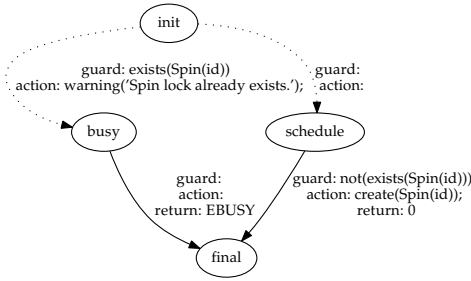 init
guard: exists(Spin(id))
action: warning('Spin lock already exists.');
guard:
action:
busy
schedule
guard:
action:
return: EBUSY
guard: not(exists(Spin(id)))
action: create(Spin(id));
return: 0
final